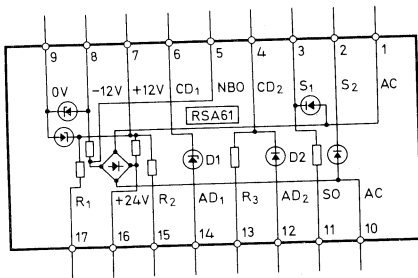 9 8 7 6 5 4 3 2 1
0V -12V +12V CD1 NBO CD2 S1 S2 AC
RSA61
D1 D2
R1 +24V R2 AD1 R3 AD2 SO AC
17 16 15 14 13 12 11 10